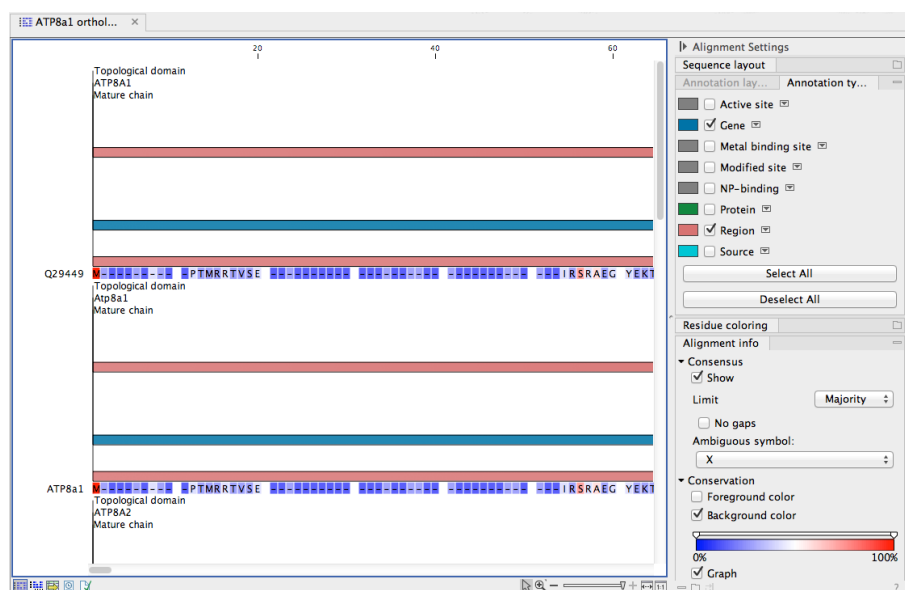 ATP8a1 orthol... ×
Alignment Settings
20 40 60
Sequence layout
Topological domain
ATP8A1
Mature chain
Annotation lay... Annotation ty...
Active site
Gene
Metal binding site
Modified site
NP-binding
Protein
Region
Source
Q29449 M--------- -PTMRRTVSE ---------- ---------- ---------- ---IRSRAEG YEKT
Select All
Topological domain
Atp8a1
Mature chain
Deselect All
Residue coloring
Alignment info
Consensus
Show
Limit Majority
No gaps
Ambiguous symbol:
X
ATP8a1 M--------- -PTMRRTVSE ---------- ---------- ---------- ---IRSRAEG YEKT
Topological domain
ATP8A2
Mature chain
Conservation
Foreground color
Background color
0% 100%
Graph
1:1
?